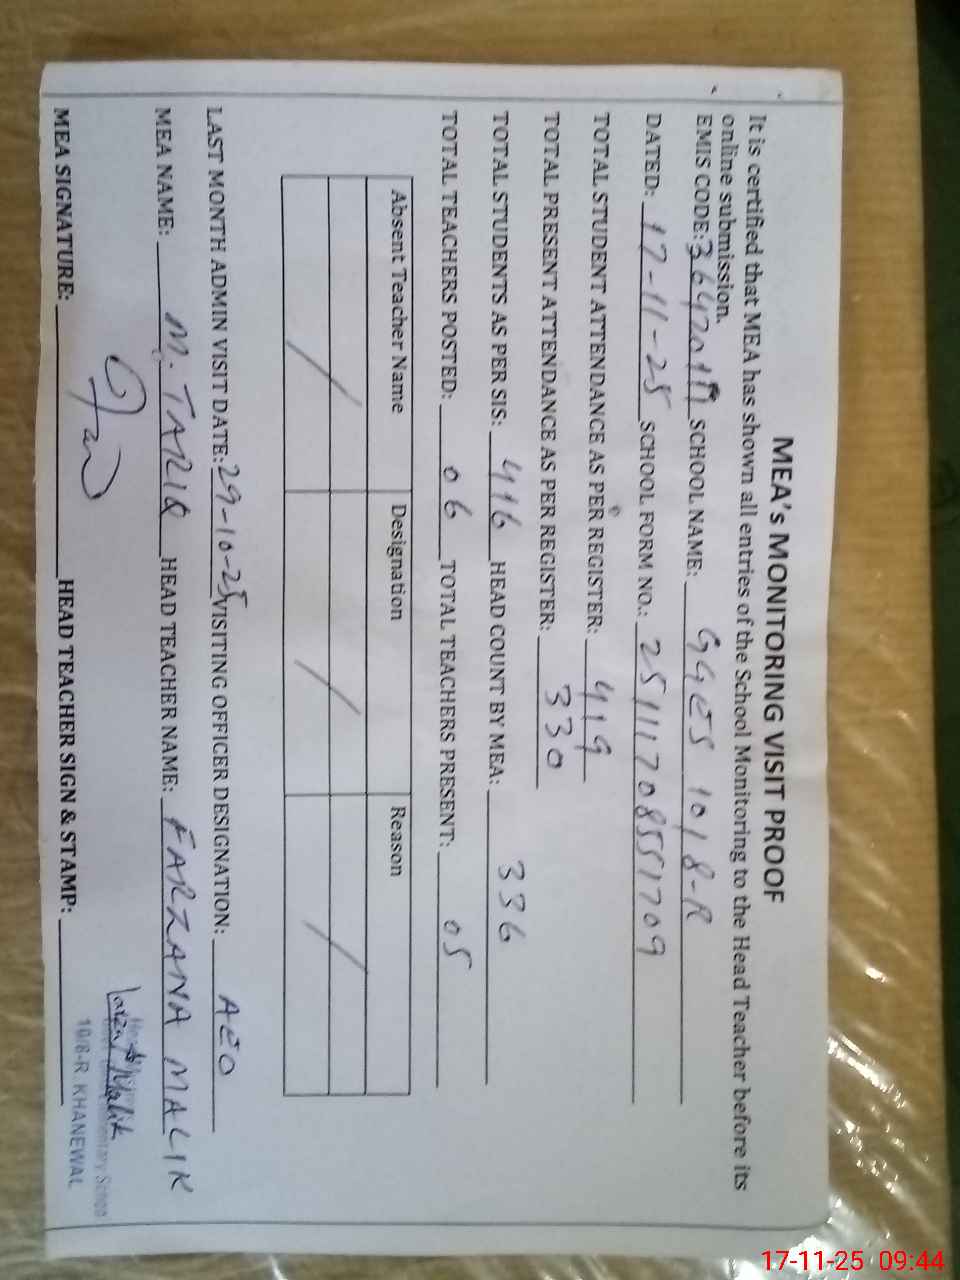 MEA's MONITORING VISIT PROOF
It is certified that MEA has shown all entries of the School Monitoring to the Head Teacher before its
online submission.
EMIS CODE: SCHOOL NAME: GGES 10/8-R
DATED: 17-11-25 SCHOOL FORM NO.: 25111708551709
TOTAL STUDENT ATTENDANCE AS PER REGISTER: 419
TOTAL PRESENT ATTENDANCE AS PER REGISTER: 330
TOTAL STUDENTS AS PER SIS: 416 HEAD COUNT BY MEA: 336
TOTAL TEACHERS POSTED: 06 TOTAL TEACHERS PRESENT: 05
Absent Teacher Name Designation Reason
/ / /
LAST MONTH ADMIN VISIT DATE: 29-10-25 VISITING OFFICER DESIGNATION: AEO
MEA NAME: M. TARIQ HEAD TEACHER NAME: FARZANA MALIK
MEA SIGNATURE: HEAD TEACHER SIGN & STAMP:
10/8-R. KHANEWAL
17-11-25 09:44